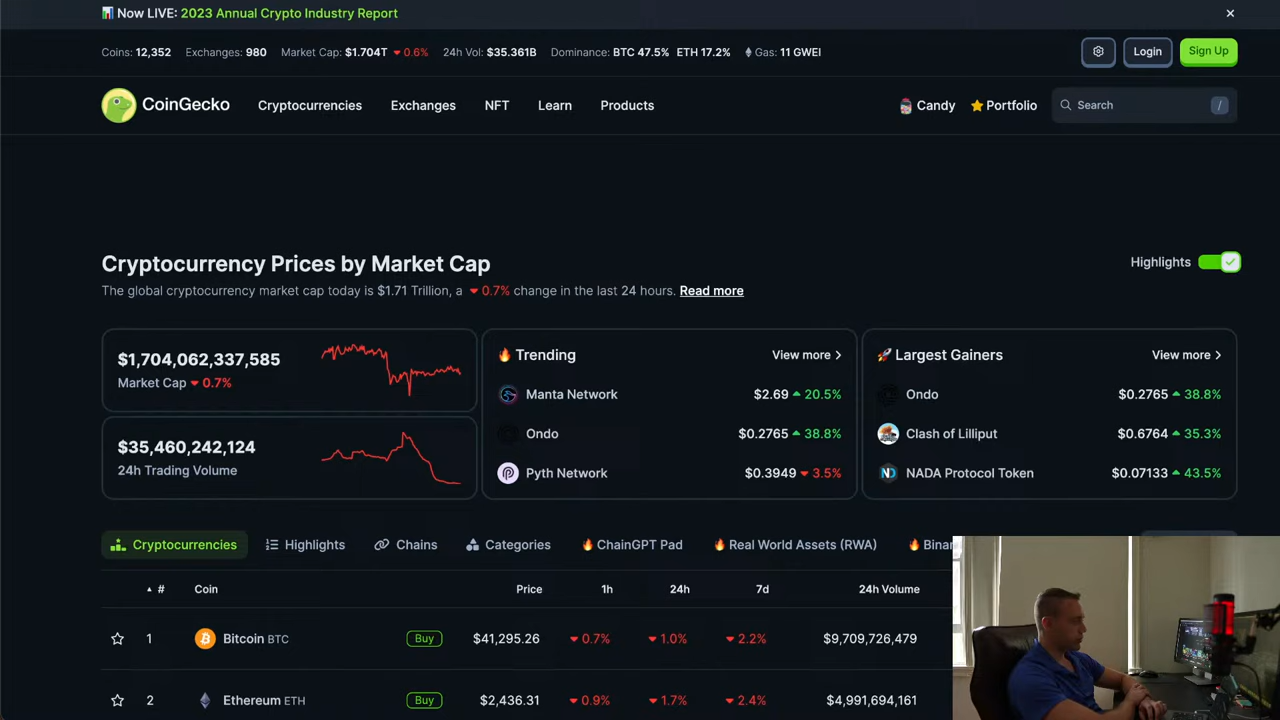 Now LIVE: 2023 Annual Crypto Industry Report
Coins: 12,352 Exchanges: 980 Market Cap: $1.704T 0.6% 24h Vol: $35.361B Dominance: BTC 47.5% ETH 17.2% Gas: 11 GWEI
Login
Sign Up
CoinGecko Cryptocurrencies Exchanges NFT Learn Products Candy Portfolio Search /
Cryptocurrency Prices by Market Cap
Highlights
The global cryptocurrency market cap today is $1.71 Trillion, a 0.7% change in the last 24 hours. Read more
$1,704,062,337,585
Market Cap 0.7%
$35,460,242,124
24h Trading Volume
Trending View more
Manta Network $2.69 20.5%
Ondo $0.2765 38.8%
Pyth Network $0.3949 3.5%
Largest Gainers View more
Ondo $0.2765 38.8%
Clash of Lilliput $0.6764 35.3%
NADA Protocol Token $0.07133 43.5%
Cryptocurrencies Highlights Chains Categories ChainGPT Pad Real World Assets (RWA)
# Coin Price 1h 24h 7d 24h Volume
1 Bitcoin BTC Buy $41,295.26 0.7% 1.0% 2.2% $9,709,726,479
2 Ethereum ETH Buy $2,436.31 0.9% 1.7% 2.4% $4,991,694,161